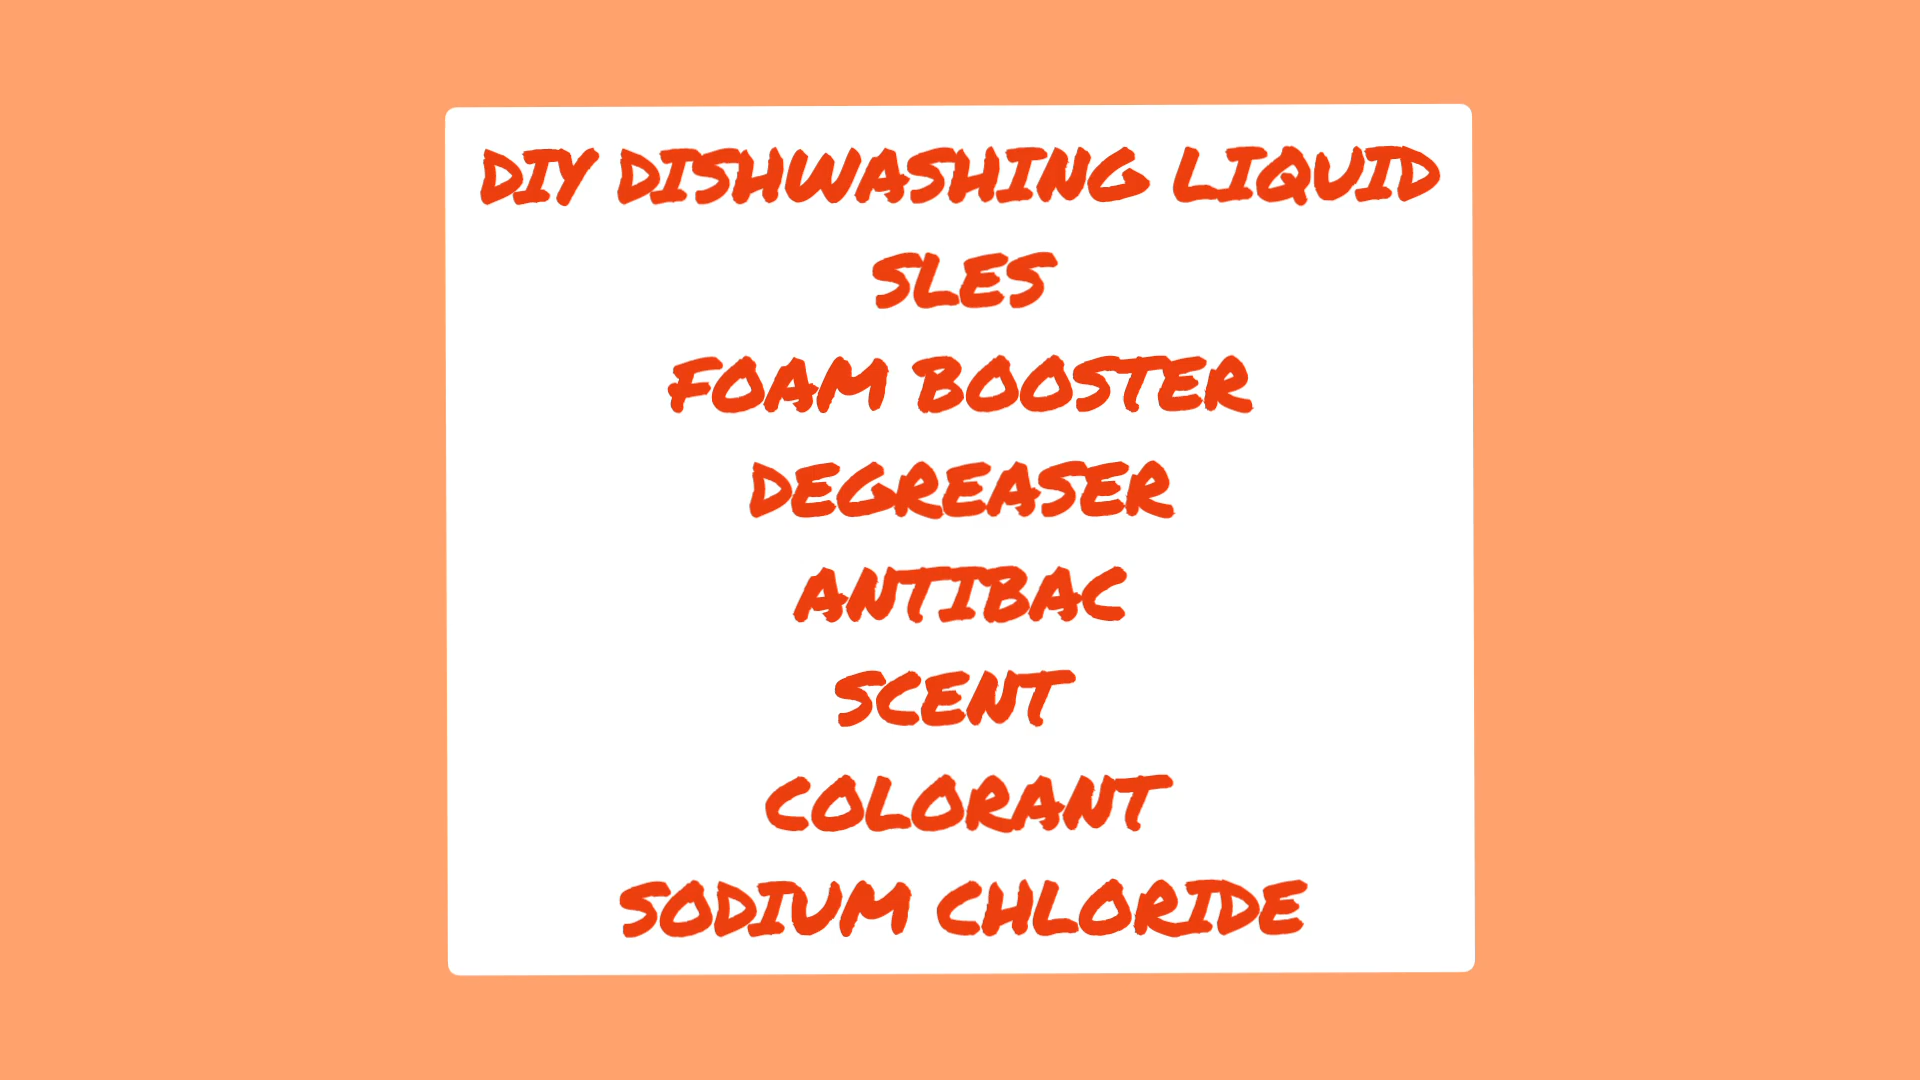 DIY DISHWASHING LIQUID
SLES
FOAM BOOSTER
DEGREASER
ANTIBAC
SCENT
COLORANT
SODIUM CHLORIDE